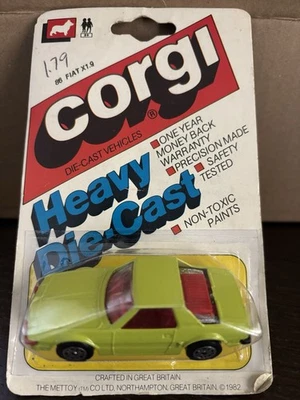 1.79
86 FIAT X1.9
corgi
®
DIE-CAST VEHICLES
Heavy
Die-Cast
ONE YEAR
MONEY BACK
WARRANTY
PRECISION MADE
SAFETY
TESTED
NON-TOXIC
PAINTS
CRAFTED IN GREAT BRITAIN.
THE METTOY CO LTD, NORTHAMPTON, GREAT BRITAIN, © 1982